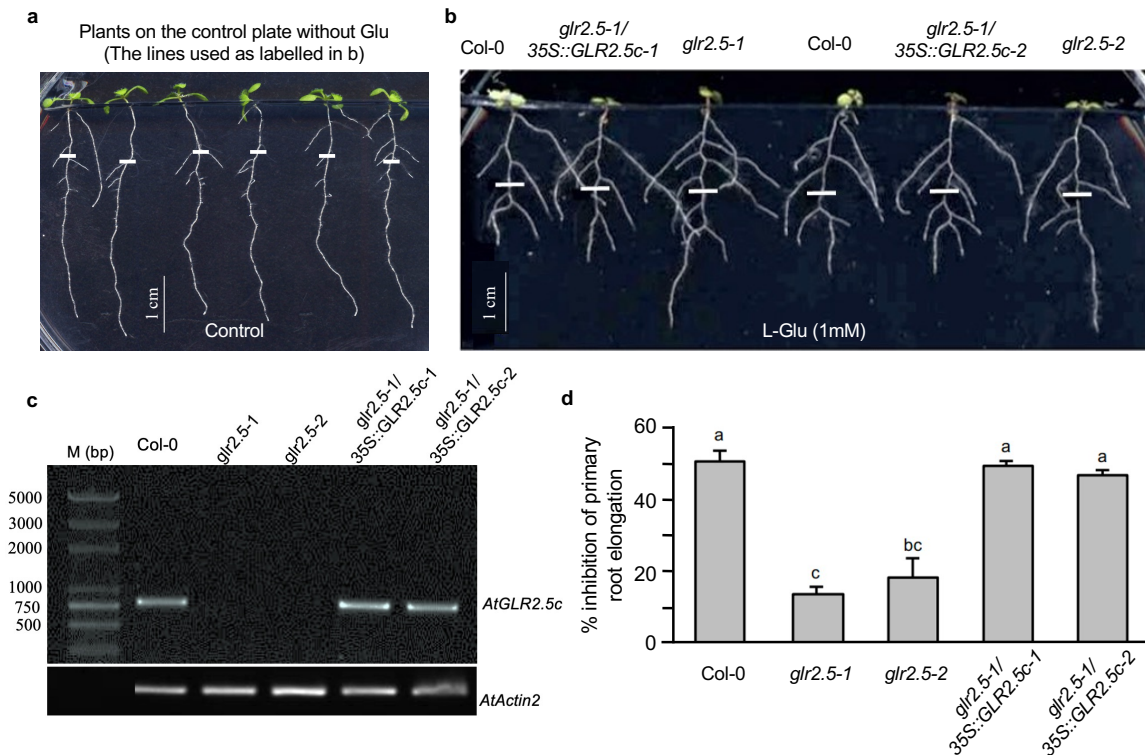 a
Plants on the control plate without Glu
(The lines used as labelled in b)
1 cm
Control
b
Col-0
glr2.5-1/
35S::GLR2.5c-1
glr2.5-1
Col-0
glr2.5-1/
35S::GLR2.5c-2
glr2.5-2
1 cm
L-Glu (1mM)
c
M (bp)
Col-0
glr2.5-1
glr2.5-2
glr2.5-1/
35S::GLR2.5c-1
glr2.5-1/
35S::GLR2.5c-2
5000
3000
2000
1000
750
500
AtGLR2.5c
AtActin2
d
% inhibition of primary
root elongation
60
50
40
20
10
0
a
c
bc
a
a
Col-0
glr2.5-1
glr2.5-2
glr2.5-1/
35S::GLR2.5c-1
glr2.5-1/
35S::GLR2.5c-2